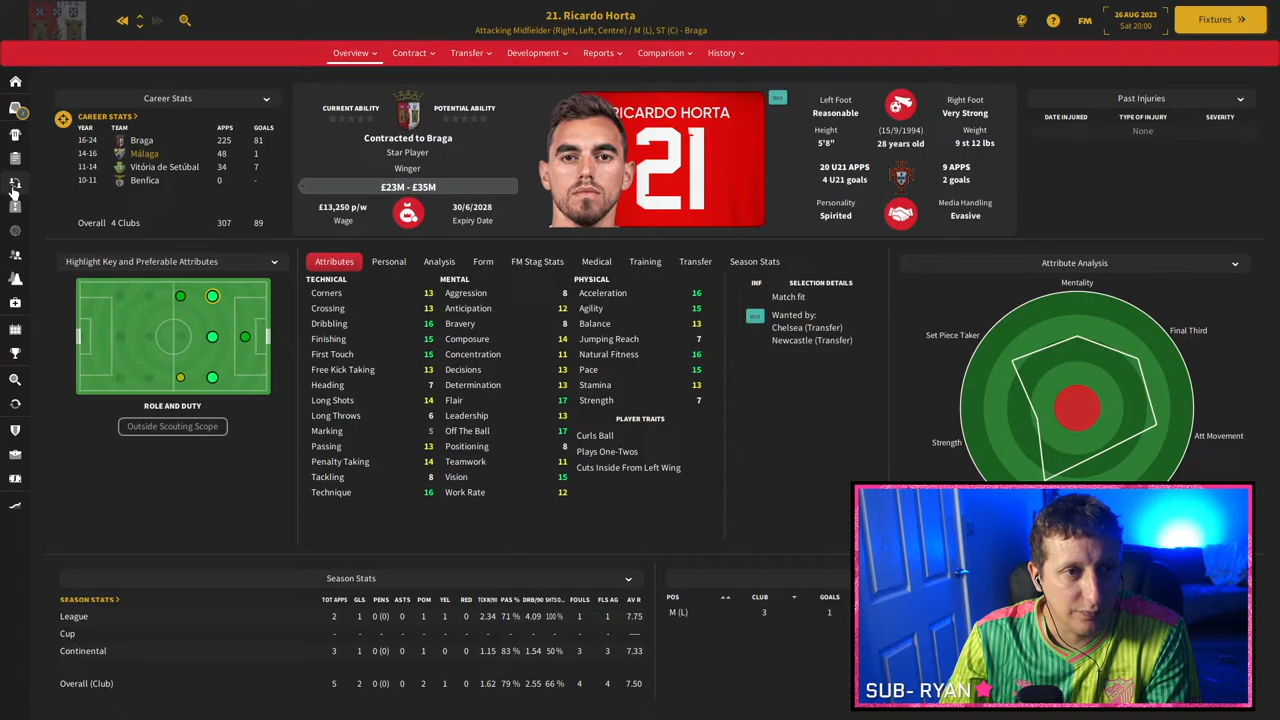 21. Ricardo Horta
Attacking Midfielder (Right, Left, Centre) / M (L), ST (C) - Braga
FM
26 AUG 2023
Sat 20:00
Fixtures
Overview
Contract
Transfer
Development
Reports
Comparison
History
Career Stats
CAREER STATS >
YEAR TEAM APPS GOALS
16-24 Braga 225 81
14-16 Málaga 48 1
11-14 Vitória de Setúbal 34 7
10-11 Benfica 0 -
Overall 4 Clubs 307 89
CURRENT ABILITY
POTENTIAL ABILITY
Contracted to Braga
Star Player
Winger
£23M - £35M
£13,250 p/w
Wage
30/6/2028
Expiry Date
RICARDO HORTA
21
Wnt
Left Foot
Reasonable
Right Foot
Very Strong
Height
5'8"
(15/9/1994)
28 years old
Weight
9 st 12 lbs
20 U21 APPS
4 U21 goals
9 APPS
2 goals
Personality
Spirited
Media Handling
Evasive
Past Injuries
DATE INJURED TYPE OF INJURY SEVERITY
None
Highlight Key and Preferable Attributes
ROLE AND DUTY
Outside Scouting Scope
Attributes
Personal
Analysis
Form
FM Stag Stats
Medical
Training
Transfer
Season Stats
TECHNICAL
Corners 13
Crossing 13
Dribbling 16
Finishing 15
First Touch 15
Free Kick Taking 13
Heading 7
Long Shots 14
Long Throws 6
Marking 5
Passing 13
Penalty Taking 14
Tackling 8
Technique 16
MENTAL
Aggression 8
Anticipation 12
Bravery 8
Composure 14
Concentration 11
Decisions 13
Determination 13
Flair 17
Leadership 13
Off The Ball 17
Positioning 8
Teamwork 11
Vision 15
Work Rate 12
PHYSICAL
Acceleration 16
Agility 15
Balance 13
Jumping Reach 7
Natural Fitness 16
Pace 15
Stamina 13
Strength 7
PLAYER TRAITS
Curls Ball
Plays One-Twos
Cuts Inside From Left Wing
INF SELECTION DETAILS
Match fit
Wnt
Wanted by:
Chelsea (Transfer)
Newcastle (Transfer)
Attribute Analysis
Mentality
Set Piece Taker
Final Third
Strength
Att Movement
Season Stats
SEASON STATS >
TOT APPS GLS PENS ASTS POM YEL RED TCK/90 PAS % DRB/90 SHTS O... FOULS FLS AG AV R
League 2 1 0 (0) 0 1 1 0 2.34 71 % 4.09 100 % 1 1 7.75
Cup - - - - - - - - - - - - - ----
Continental 3 1 0 (0) 0 1 0 0 1.15 83 % 1.54 50 % 3 3 7.33
Overall (Club) 5 2 0 (0) 0 2 1 0 1.62 79 % 2.55 66 % 4 4 7.50
POS CLUB GOALS
M (L) 3 1
SUB- RYAN